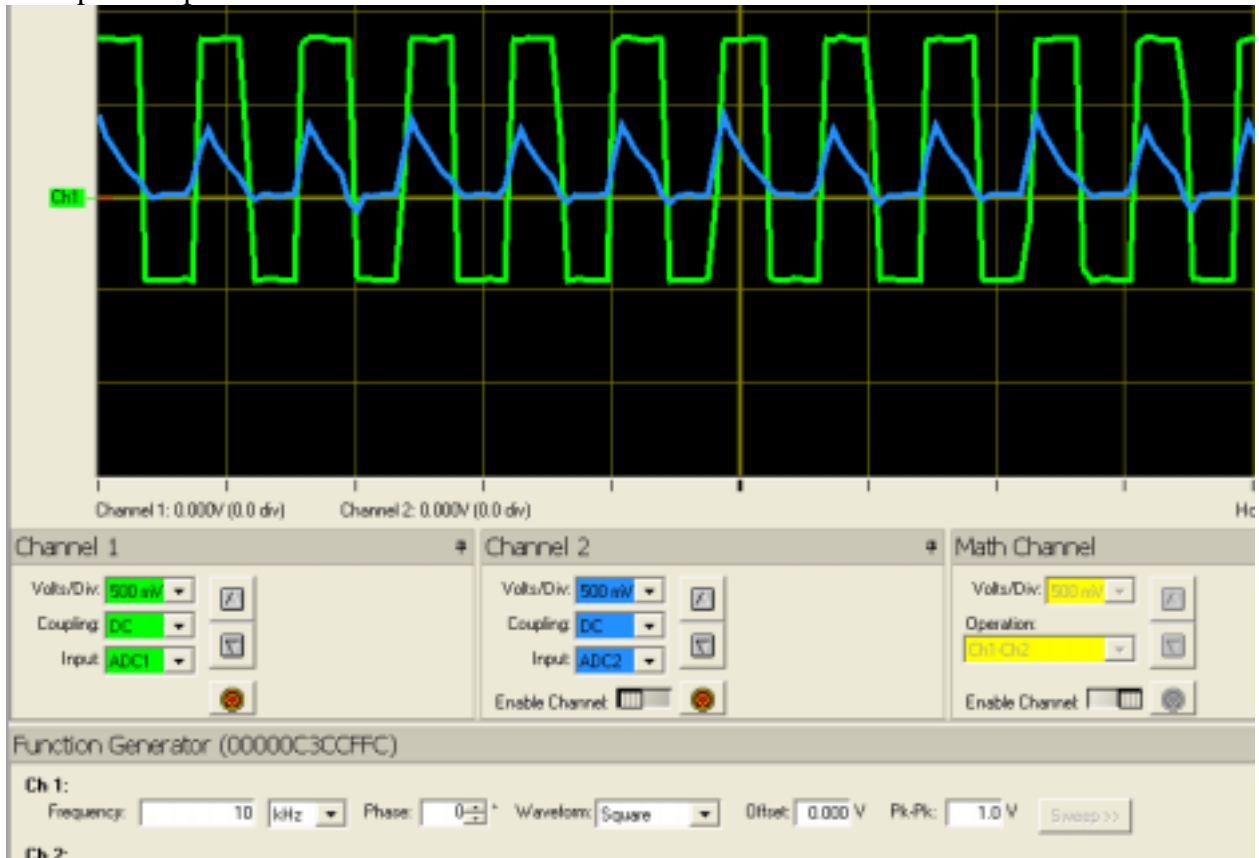 Ch1
Channel 1: 0.000V (0.0 div) Channel 2: 0.000V (0.0 div)
Channel 1 Channel 2 Math Channel
Volts/Div: 500 mV Volts/Div: 500 mV Volts/Div: 500 mV
Coupling: DC Coupling: DC Operation:
Input: ADC1 Input: ADC2 Ch1-Ch2
Enable Channel: Enable Channel:
Function Generator (00000C3CCFFC)
Ch 1:
Frequency: 10 kHz Phase: 0 ° Waveform: Square Offset: 0.000 V Pk-Pk: 1.0 V Sweep>>
Ch 2: